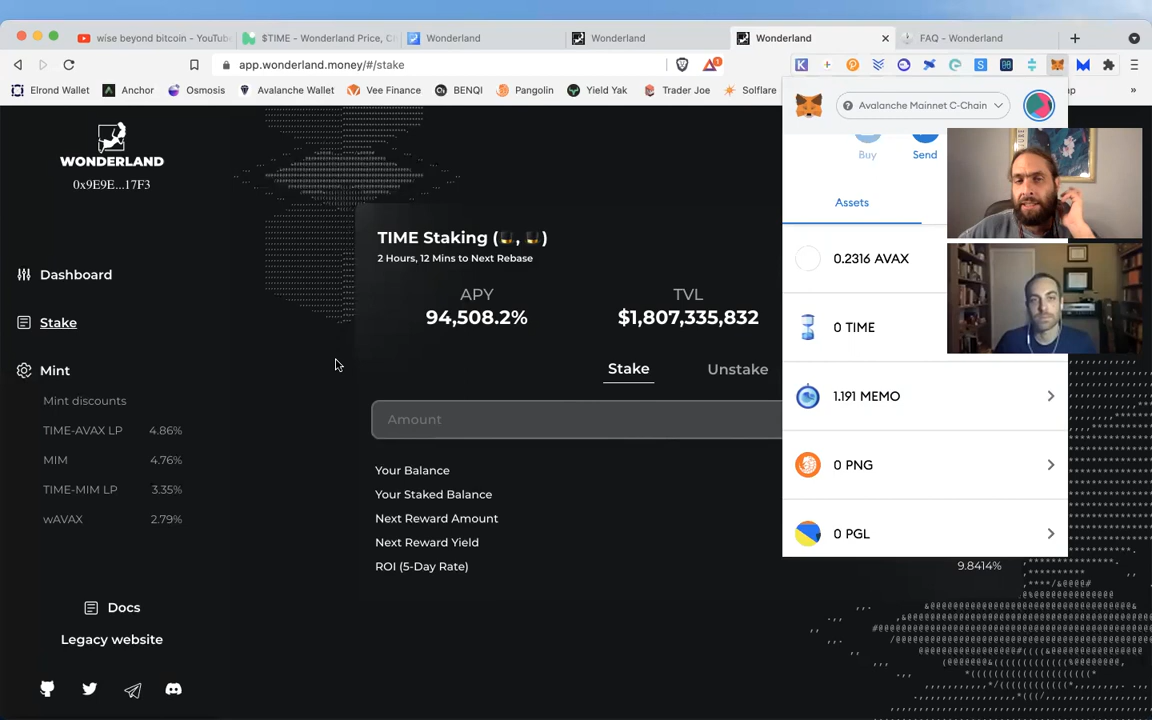 wise beyond bitcoin - YouTub
$TIME - Wonderland Price, C
Wonderland
Wonderland
Wonderland
FAQ - Wonderland
app.wonderland.money/#/stake
1
Elrond Wallet
Anchor
Osmosis
Avalanche Wallet
Vee Finance
BENQI
Pangolin
Yield Yak
Trader Joe
Solflare
WONDERLAND
0x9E9E...17F3
Dashboard
Stake
Mint
Mint discounts
TIME-AVAX LP 4.86%
MIM 4.76%
TIME-MIM LP 3.35%
wAVAX 2.79%
Docs
Legacy website
TIME Staking (🎩, 🎩)
2 Hours, 12 Mins to Next Rebase
APY
94,508.2%
TVL
$1,807,335,832
Stake
Unstake
Amount
Your Balance
Your Staked Balance
Next Reward Amount
Next Reward Yield
ROI (5-Day Rate)
9.8414%
Avalanche Mainnet C-Chain
Buy
Send
Assets
0.2316 AVAX
0 TIME
1.191 MEMO
0 PNG
0 PGL